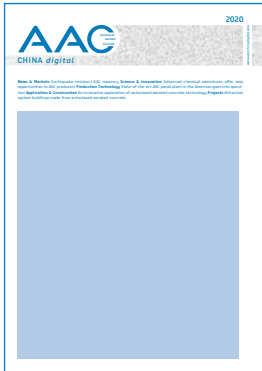 2020
AAC
CHINA digital
News & Markets Earthquake-resistant AAC masonry, Science & Innovation Advanced chemical admixtures offer new
opportunities to AAC producers Production Technology State-of-the-art AAC panel plant in the Americas goes into opera-
tion Application & Construction An innovative application of autoclaved aerated concrete technology, Projects Attractive
system buildings made from autoclaved aerated concrete